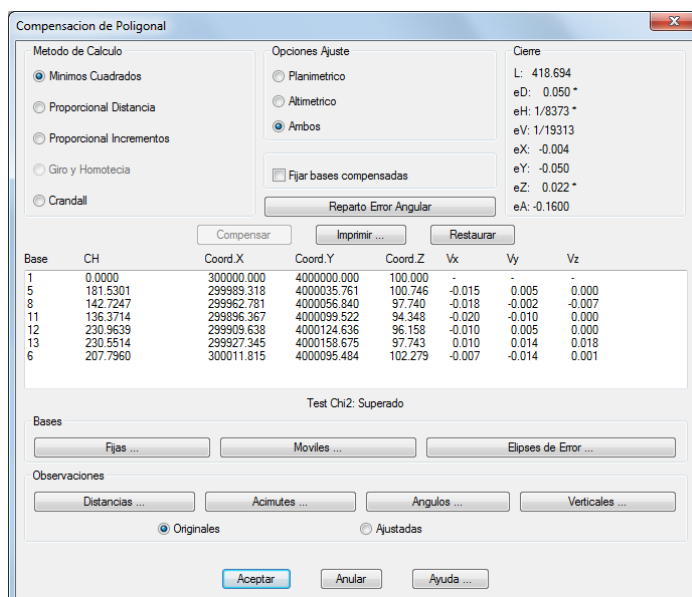 Compensacion de Poligonal
Metodo de Calculo
Minimos Cuadrados
Proporcional Distancia
Proporcional Incrementos
Giro y Homotecia
Crandall
Opciones Ajuste
Planimetrico
Altimetrico
Ambos
Fijar bases compensadas
Reparto Error Angular
Cierre
L: 418.694
eD: 0.050 *
eH: 1/8373 *
eV: 1/19313
eX: -0.004
eY: -0.050
eZ: 0.022 *
eA: -0.1600
Compensar Imprimir ... Restaurar
Base CH Coord.X Coord.Y Coord.Z Vx Vy Vz
1 0.0000 300000.000 4000000.000 100.000 - - -
5 181.5301 299989.318 4000035.761 100.746 -0.015 0.005 0.000
8 142.7247 299962.781 4000056.840 97.740 -0.018 -0.002 -0.007
11 136.3714 299896.367 4000099.522 94.348 -0.020 -0.010 0.000
12 230.9639 299909.638 4000124.636 96.158 -0.010 0.005 0.000
13 230.5514 299927.345 4000158.675 97.743 0.010 0.014 0.018
6 207.7960 300011.815 4000095.484 102.279 -0.007 -0.014 0.001
Test Chi2: Superado
Bases
Fijas ... Moviles ... Elipses de Error ...
Observaciones
Distancias ... Acimutes ... Angulos ... Verticales ...
Originales Ajustadas
Aceptar Anular Ayuda ...